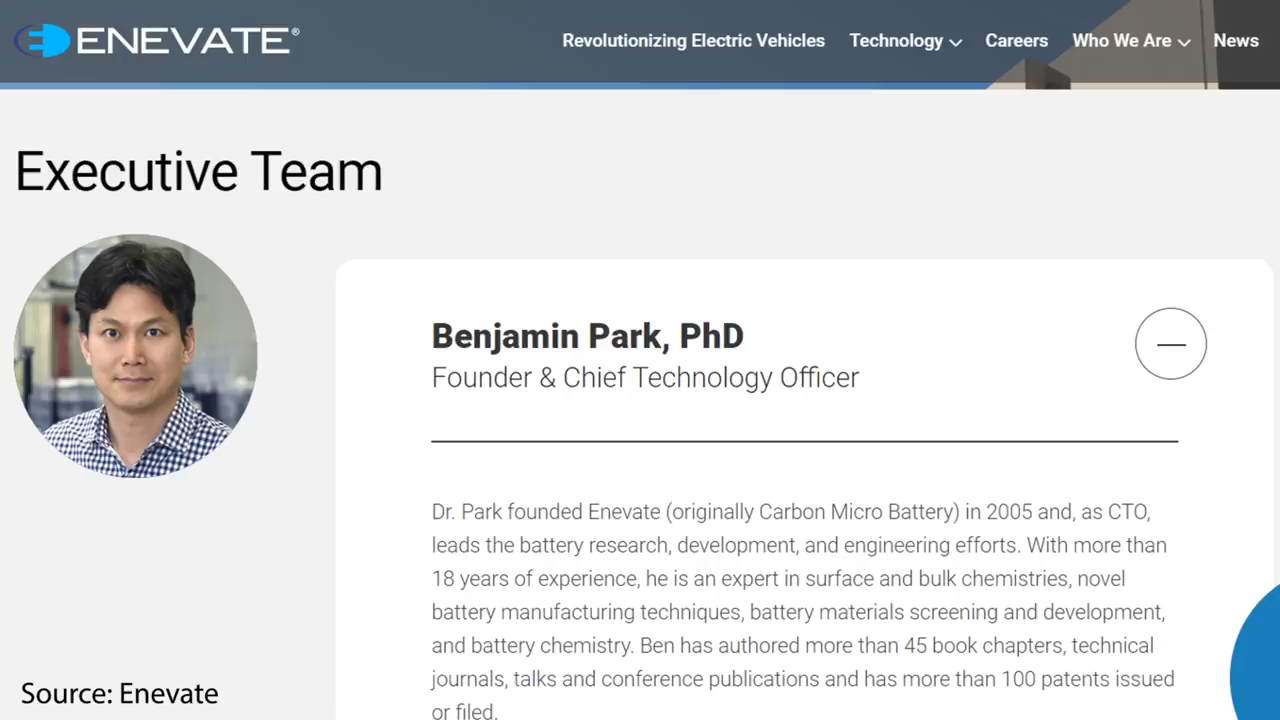 ENEVATE®
Revolutionizing Electric Vehicles Technology Careers Who We Are News
Executive Team
Benjamin Park, PhD
Founder & Chief Technology Officer
Dr. Park founded Enevate (originally Carbon Micro Battery) in 2005 and, as CTO,
leads the battery research, development, and engineering efforts. With more than
18 years of experience, he is an expert in surface and bulk chemistries, novel
battery manufacturing techniques, battery materials screening and development,
and battery chemistry. Ben has authored more than 45 book chapters, technical
journals, talks and conference publications and has more than 100 patents issued
or filed.
Source: Enevate